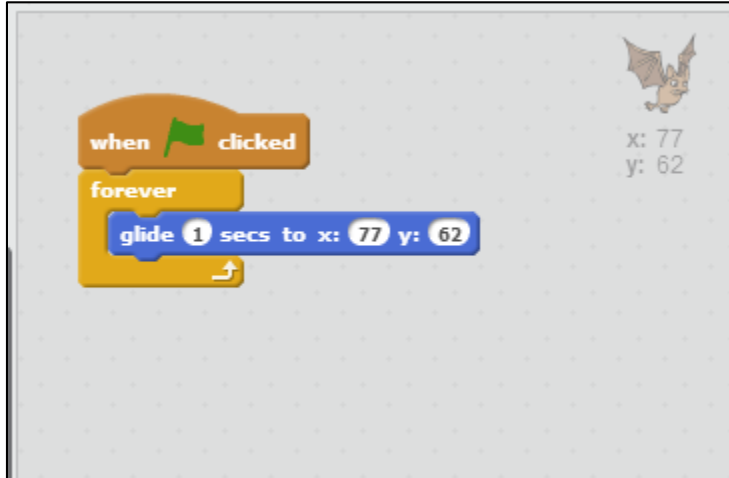 when clicked
forever
glide 1 secs to x: 77 y: 62
x: 77
y: 62